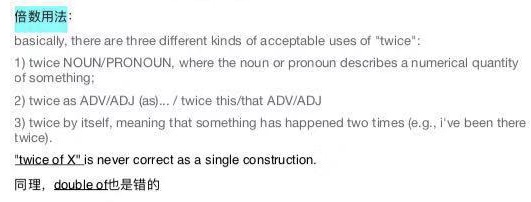 倍数用法：
basically, there are three different kinds of acceptable uses of "twice":
1) twice NOUN/PRONOUN, where the noun or pronoun describes a numerical quantity
of something;
2) twice as ADV/ADJ (as)... / twice this/that ADV/ADJ
3) twice by itself, meaning that something has happened two times (e.g., i've been there
twice).
"twice of X" is never correct as a single construction.
同理，double of也是错的